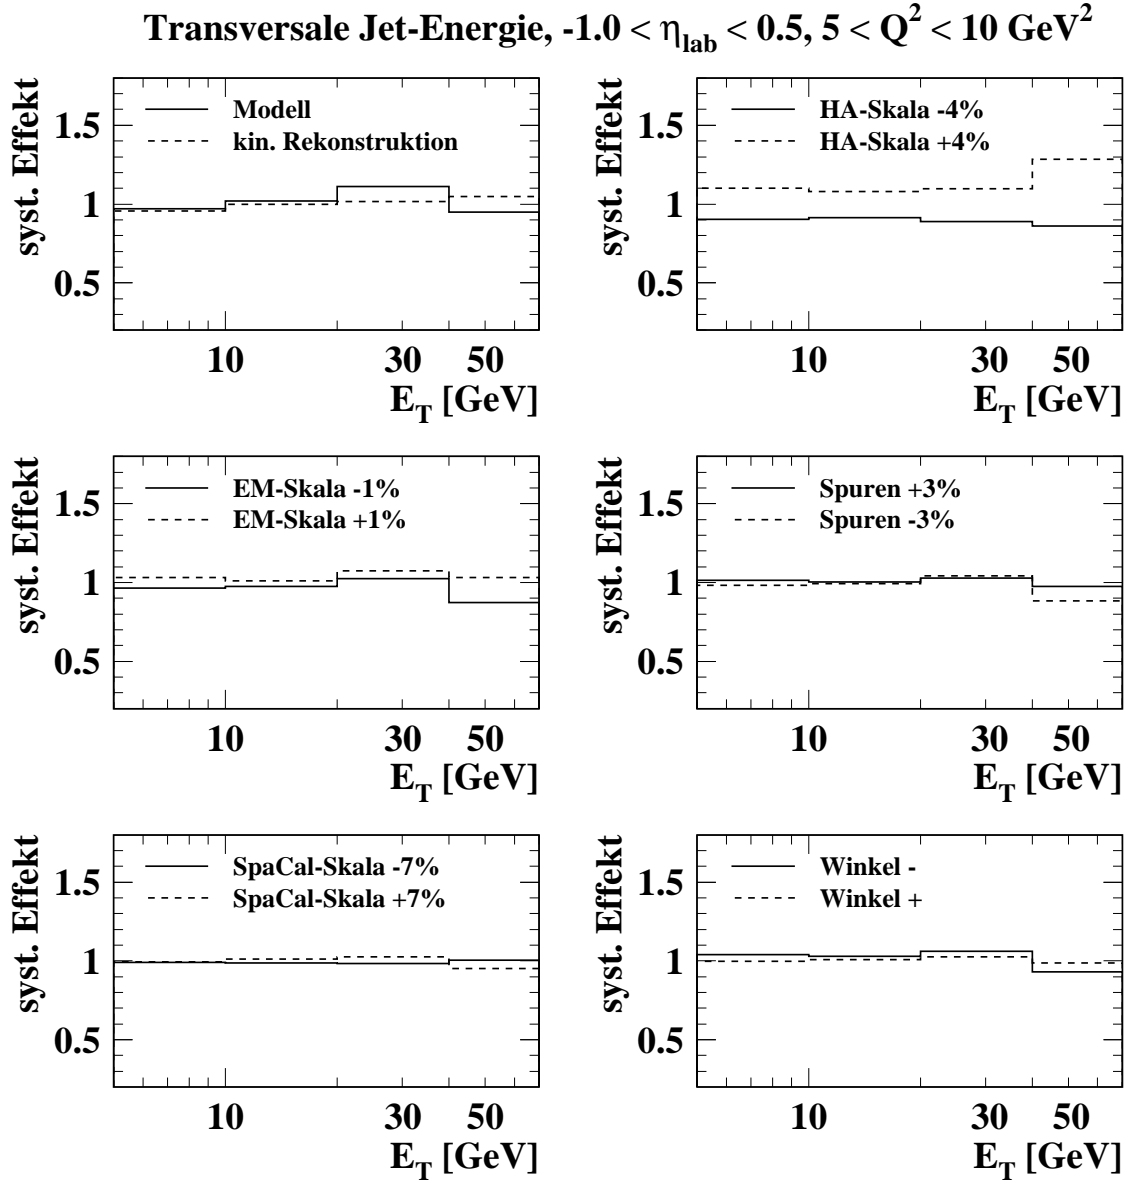 Transversale Jet-Energie, -1.0 < η_lab < 0.5, 5 < Q² < 10 GeV²
syst. Effekt
Modell
kin. Rekonstruktion
1.5
1
0.5
10 30 50
E_T [GeV]
syst. Effekt
HA-Skala -4%
HA-Skala +4%
1.5
1
0.5
10 30 50
E_T [GeV]
syst. Effekt
EM-Skala -1%
EM-Skala +1%
1.5
1
0.5
10 30 50
E_T [GeV]
syst. Effekt
Spuren +3%
Spuren -3%
1.5
1
0.5
10 30 50
E_T [GeV]
syst. Effekt
SpaCal-Skala -7%
SpaCal-Skala +7%
1.5
1
0.5
10 30 50
E_T [GeV]
syst. Effekt
Winkel -
Winkel +
1.5
1
0.5
10 30 50
E_T [GeV]